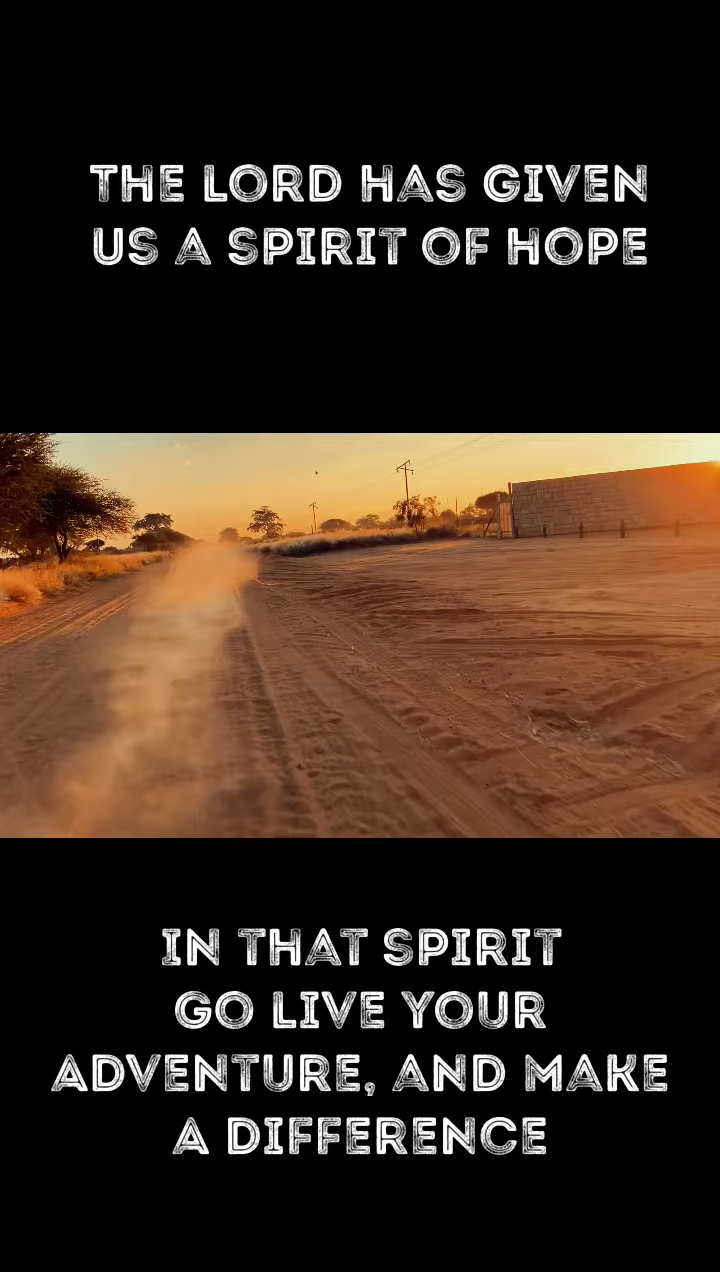 THE LORD HAS GIVEN
US A SPIRIT OF HOPE
IN THAT SPIRIT
GO LIVE YOUR
ADVENTURE, AND MAKE
A DIFFERENCE